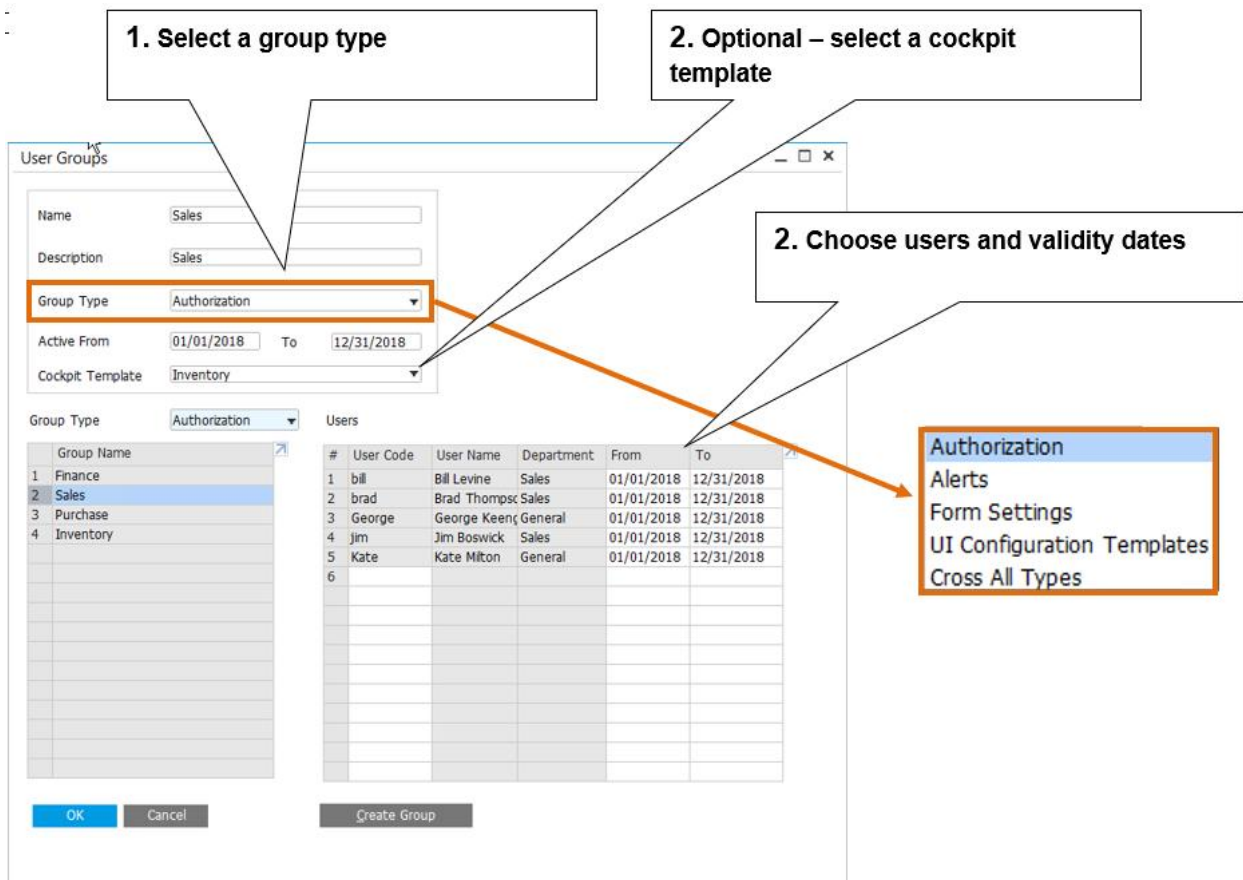 1. Select a group type
2. Optional – select a cockpit
template
User Groups
Name Sales
Description Sales
2. Choose users and validity dates
Group Type Authorization
Active From 01/01/2018 To 12/31/2018
Cockpit Template Inventory
Group Type Authorization Users
Group Name
1 Finance
2 Sales
3 Purchase
4 Inventory
# User Code User Name Department From To
1 bill Bill Levine Sales 01/01/2018 12/31/2018
2 brad Brad Thompsc Sales 01/01/2018 12/31/2018
3 George George Keeng General 01/01/2018 12/31/2018
4 jim Jim Boswick Sales 01/01/2018 12/31/2018
5 Kate Kate Milton General 01/01/2018 12/31/2018
6
Authorization
Alerts
Form Settings
UI Configuration Templates
Cross All Types
OK Cancel Create Group